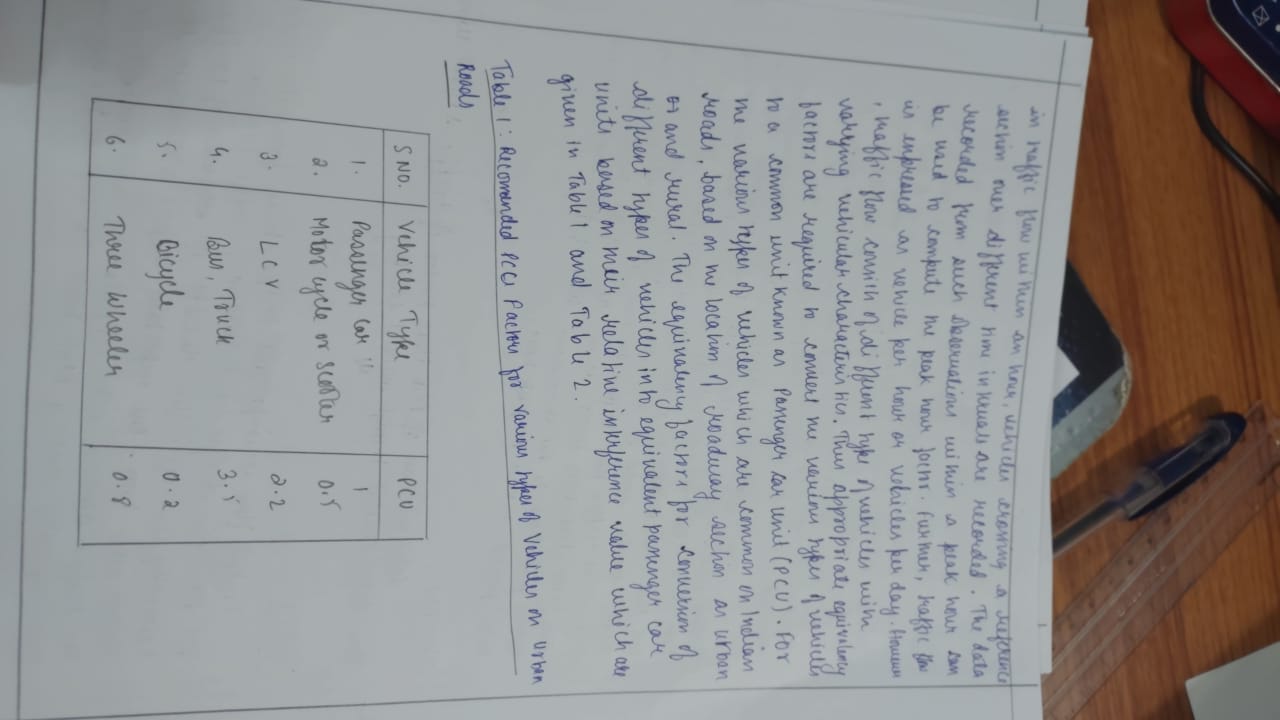 in traffic flow within an hour, vehicles crossing a reference
section over different time intervals are recorded. The data
recorded from such observations within a peak hour can
be used to compute the peak hour factor. Further, traffic flow
is expressed as vehicle per hour or vehicles per day. However
, traffic flow consith of different type of vehicles with
varying vehicular characteristics. Thus appropriate equivalency
factors are required to convert the various types of vehicles
to a common unit known as Passenger car unit (PCU). For
the various types of vehicles which are common on Indian
roads, based on the location of roadway section as urban
and rural. The equivalency factors for conversion of
different types of vehicles into equivalent passenger car
units based on their relative interference value which are
given in Table 1 and Table 2.
Table 1: Recomended PCU Factors for various types of Vehicles on Urban
Roads
S NO. Vehicle Type PCU
1. Passenger Car 1
2. Motor cycle or Scooter 0.5
3. LCV 2.2
4. Bus, Truck 3.5
5. Bicycle 0.2
6. Three Wheeler 0.8